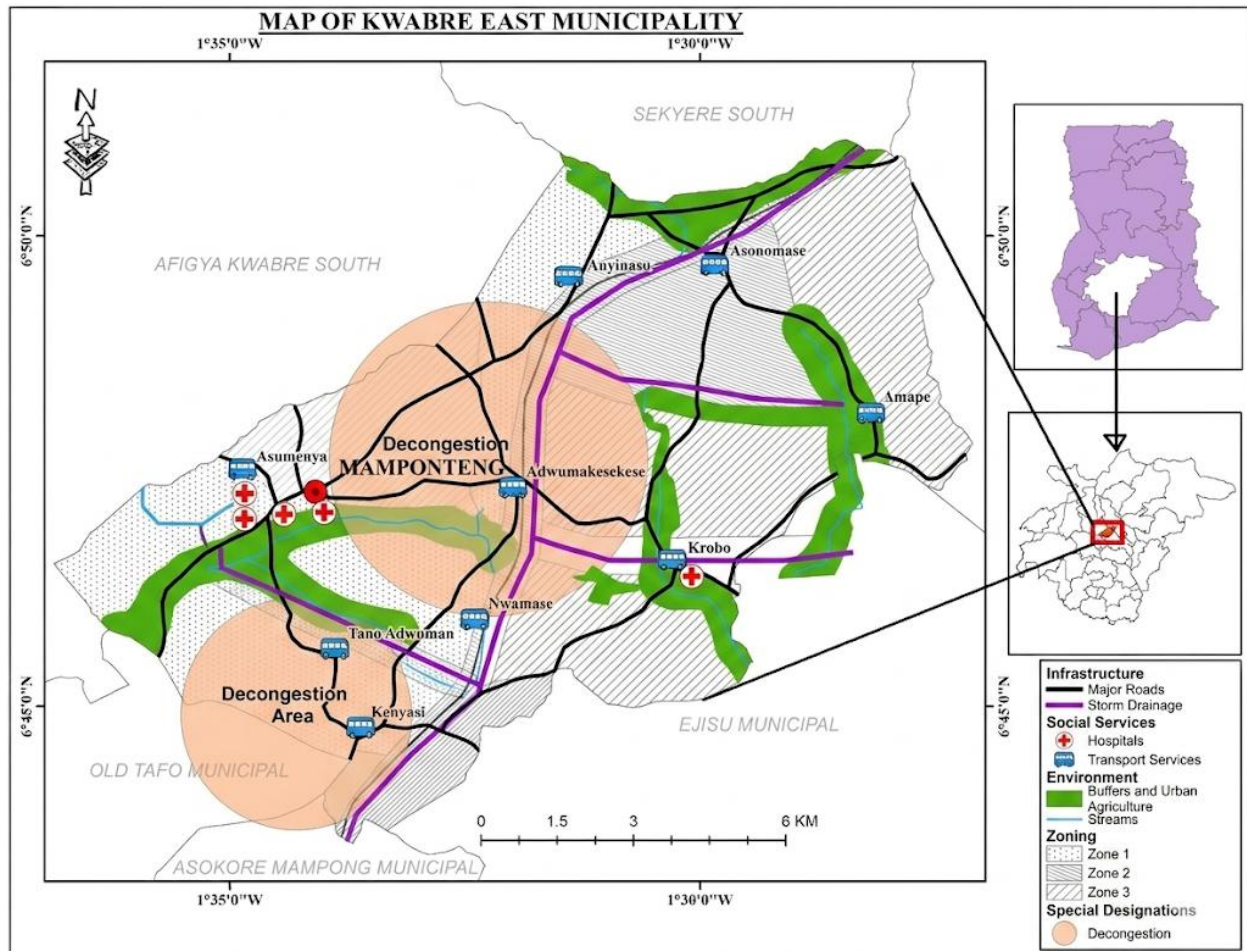 MAP OF KWABRE EAST MUNICIPALITY
1°35'0"W
1°30'0"W
N
SEKYERE SOUTH
6°50'0"N
6°50'0"N
AFIGYA KWABRE SOUTH
Anyinaso
Asonomase
Amape
Decongestion
MAMPONTENG
Asumenya
Adwumakesekese
Krobo
Nwamase
Tano Adwoman
Decongestion
Area
Kenyasi
6°45'0"N
6°45'0"N
EJISU MUNICIPAL
OLD TAFO MUNICIPAL
0 1.5 3 6 KM
ASOKORE MAMPONG MUNICIPAL
1°35'0"W
1°30'0"W
Infrastructure
Major Roads
Storm Drainage
Social Services
Hospitals
Transport Services
Environment
Buffers and Urban
Agriculture
Streams
Zoning
Zone 1
Zone 2
Zone 3
Special Designations
Decongestion